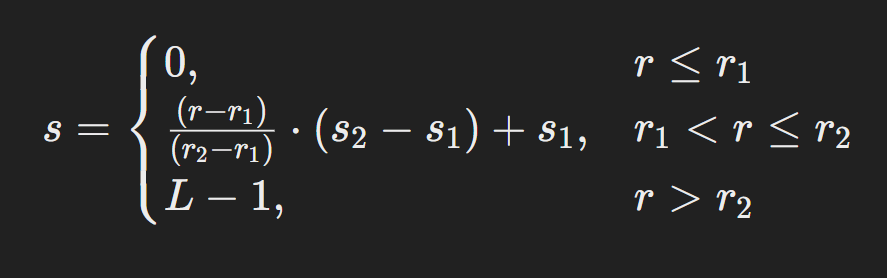 s = { 0, r ≤ r₁
(r−r₁)/(r₂−r₁) · (s₂ − s₁) + s₁, r₁ < r ≤ r₂
L − 1, r > r₂